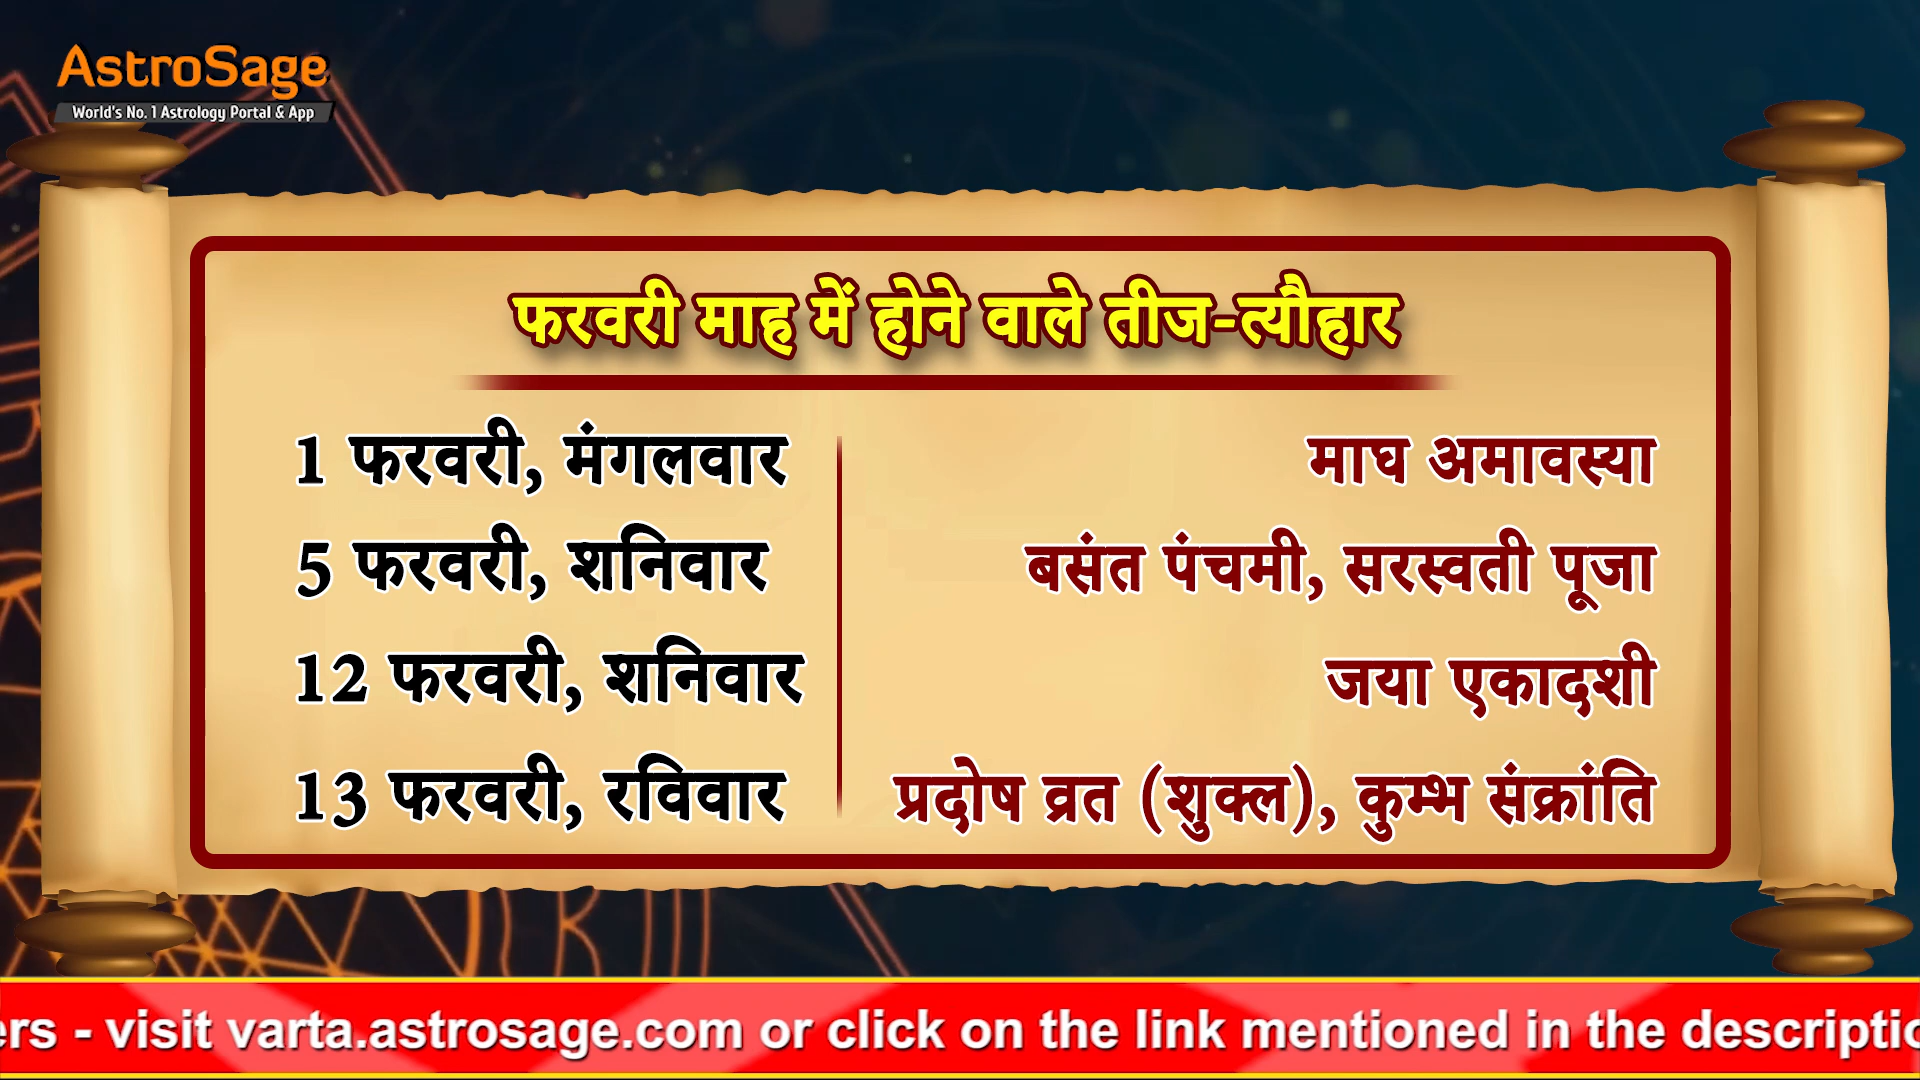 AstroSage
World's No. 1 Astrology Portal & App
फरवरी माह में होने वाले तीज-त्यौहार
1 फरवरी, मंगलवार माघ अमावस्या
5 फरवरी, शनिवार बसंत पंचमी, सरस्वती पूजा
12 फरवरी, शनिवार जया एकादशी
13 फरवरी, रविवार प्रदोष व्रत (शुक्ल), कुम्भ संक्रांति
ers - visit varta.astrosage.com or click on the link mentioned in the descriptio